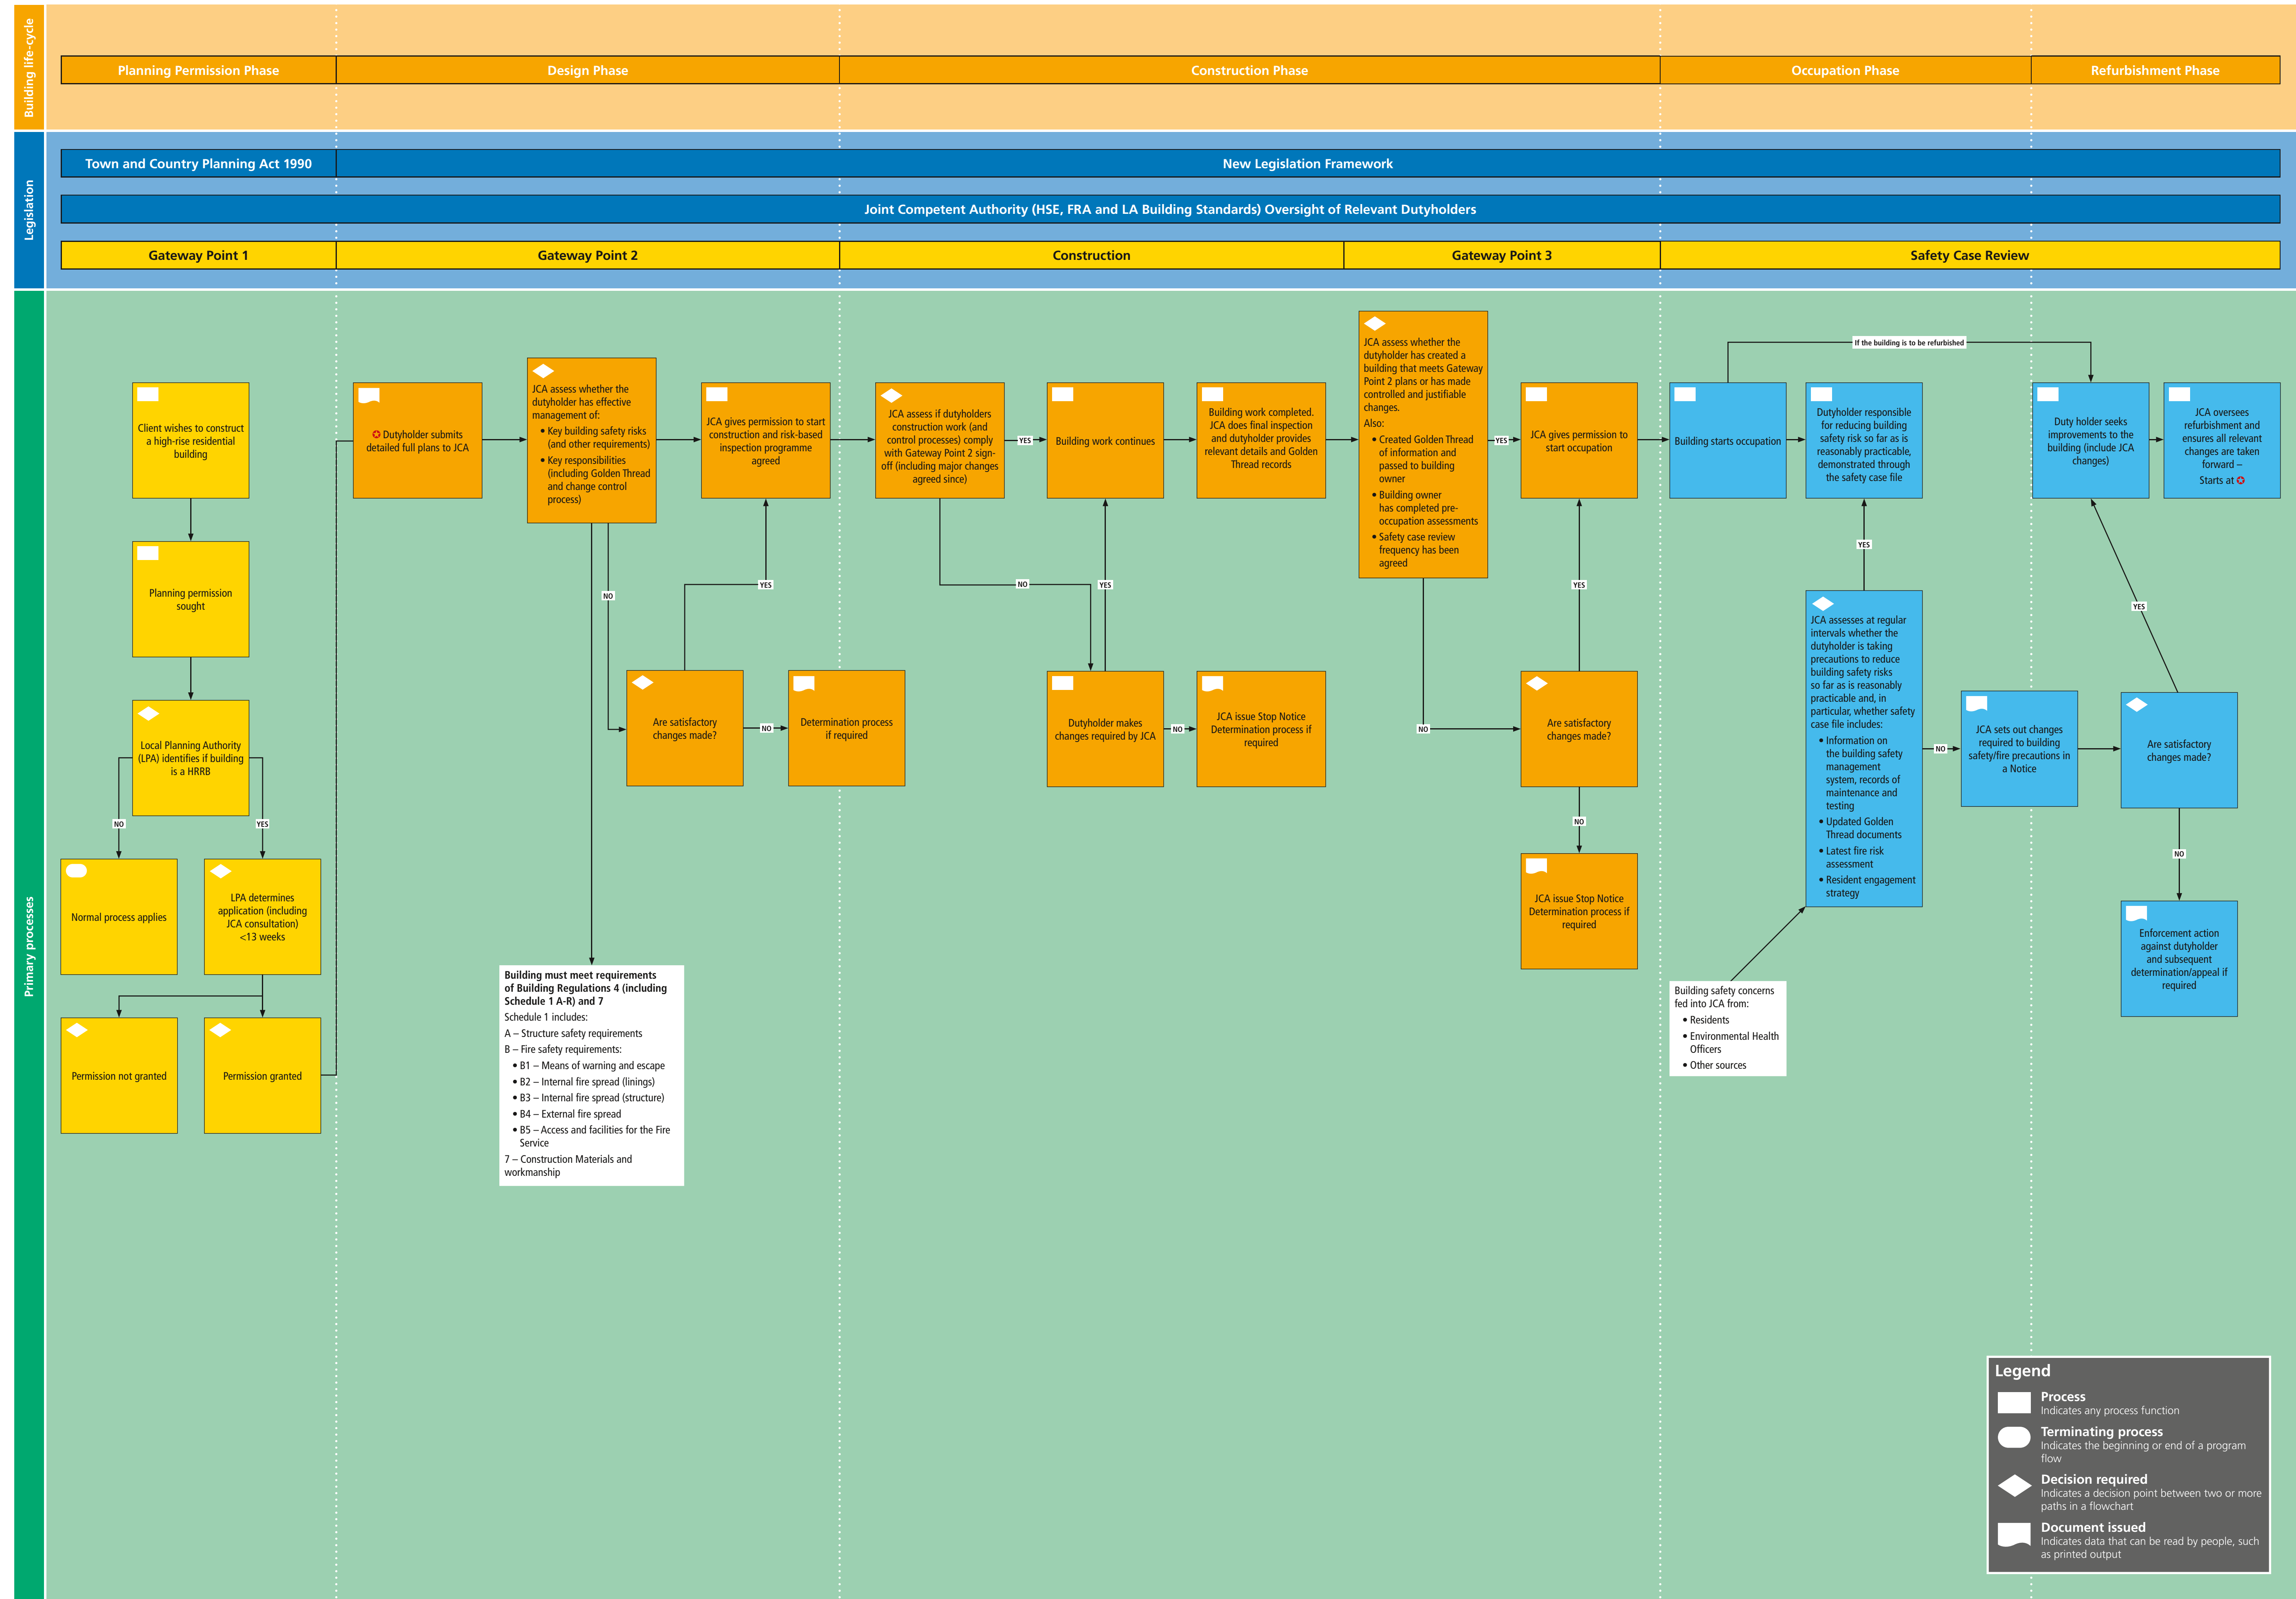 Building life-cycle
Planning Permission Phase
Design Phase
Construction Phase
Occupation Phase
Refurbishment Phase
Legislation
Town and Country Planning Act 1990
New Legislation Framework
Joint Competent Authority (HSE, FRA and LA Building Standards) Oversight of Relevant Dutyholders
Gateway Point 1
Gateway Point 2
Construction
Gateway Point 3
Safety Case Review
Primary processes
Client wishes to construct
a high-rise residential
building
Planning permission
sought
Local Planning Authority
(LPA) identifies if building
is a HRRB
NO
YES
Normal process applies
LPA determines
application (including
JCA consultation)
<13 weeks
Permission not granted
Permission granted
✪ Dutyholder submits
detailed full plans to JCA
JCA assess whether the
dutyholder has effective
management of:
• Key building safety risks
(and other requirements)
• Key responsibilities
(including Golden Thread
and change control
process)
JCA gives permission to start
construction and risk-based
inspection programme
agreed
NO
YES
Are satisfactory
changes made?
NO
Determination process
if required
Building must meet requirements
of Building Regulations 4 (including
Schedule 1 A-R) and 7
Schedule 1 includes:
A – Structure safety requirements
B – Fire safety requirements:
• B1 – Means of warning and escape
• B2 – Internal fire spread (linings)
• B3 – Internal fire spread (structure)
• B4 – External fire spread
• B5 – Access and facilities for the Fire
Service
7 – Construction Materials and
workmanship
JCA assess if dutyholders
construction work (and
control processes) comply
with Gateway Point 2 sign-
off (including major changes
agreed since)
YES
Building work continues
Building work completed.
JCA does final inspection
and dutyholder provides
relevant details and Golden
Thread records
NO
YES
Dutyholder makes
changes required by JCA
NO
JCA issue Stop Notice
Determination process if
required
JCA assess whether the
dutyholder has created a
building that meets Gateway
Point 2 plans or has made
controlled and justifiable
changes.
Also:
• Created Golden Thread
of information and
passed to building
owner
• Building owner
has completed pre-
occupation assessments
• Safety case review
frequency has been
agreed
YES
JCA gives permission to
start occupation
YES
NO
Are satisfactory
changes made?
NO
JCA issue Stop Notice
Determination process if
required
If the building is to be refurbished
Building starts occupation
Dutyholder responsible
for reducing building
safety risk so far as is
reasonably practicable,
demonstrated through
the safety case file
YES
JCA assesses at regular
intervals whether the
dutyholder is taking
precautions to reduce
building safety risks
so far as is reasonably
practicable and, in
particular, whether safety
case file includes:
• Information on
the building safety
management
system, records of
maintenance and
testing
• Updated Golden
Thread documents
• Latest fire risk
assessment
• Resident engagement
strategy
Building safety concerns
fed into JCA from:
• Residents
• Environmental Health
Officers
• Other sources
NO
JCA sets out changes
required to building
safety/fire precautions in
a Notice
Duty holder seeks
improvements to the
building (include JCA
changes)
JCA oversees
refurbishment and
ensures all relevant
changes are taken
forward –
Starts at ✪
YES
Are satisfactory
changes made?
NO
Enforcement action
against dutyholder
and subsequent
determination/appeal if
required
Legend
Process
Indicates any process function
Terminating process
Indicates the beginning or end of a program
flow
Decision required
Indicates a decision point between two or more
paths in a flowchart
Document issued
Indicates data that can be read by people, such
as printed output